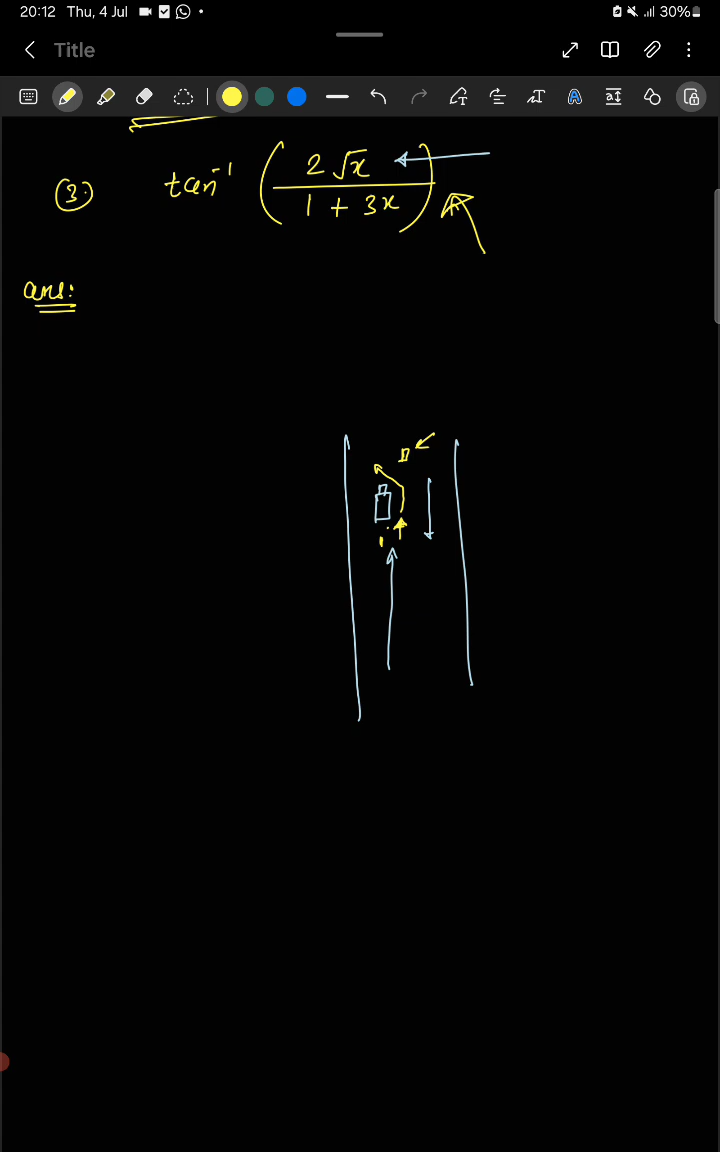 20:12 Thu, 4 Jul 30%
Title
(3.) tan⁻¹ (2√x / 1 + 3x)
ans: